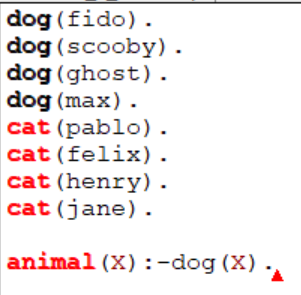 dog(fido).
dog(scooby).
dog(ghost).
dog(max).
cat(pablo).
cat(felix).
cat(henry).
cat(jane).
animal(X):-dog(X).